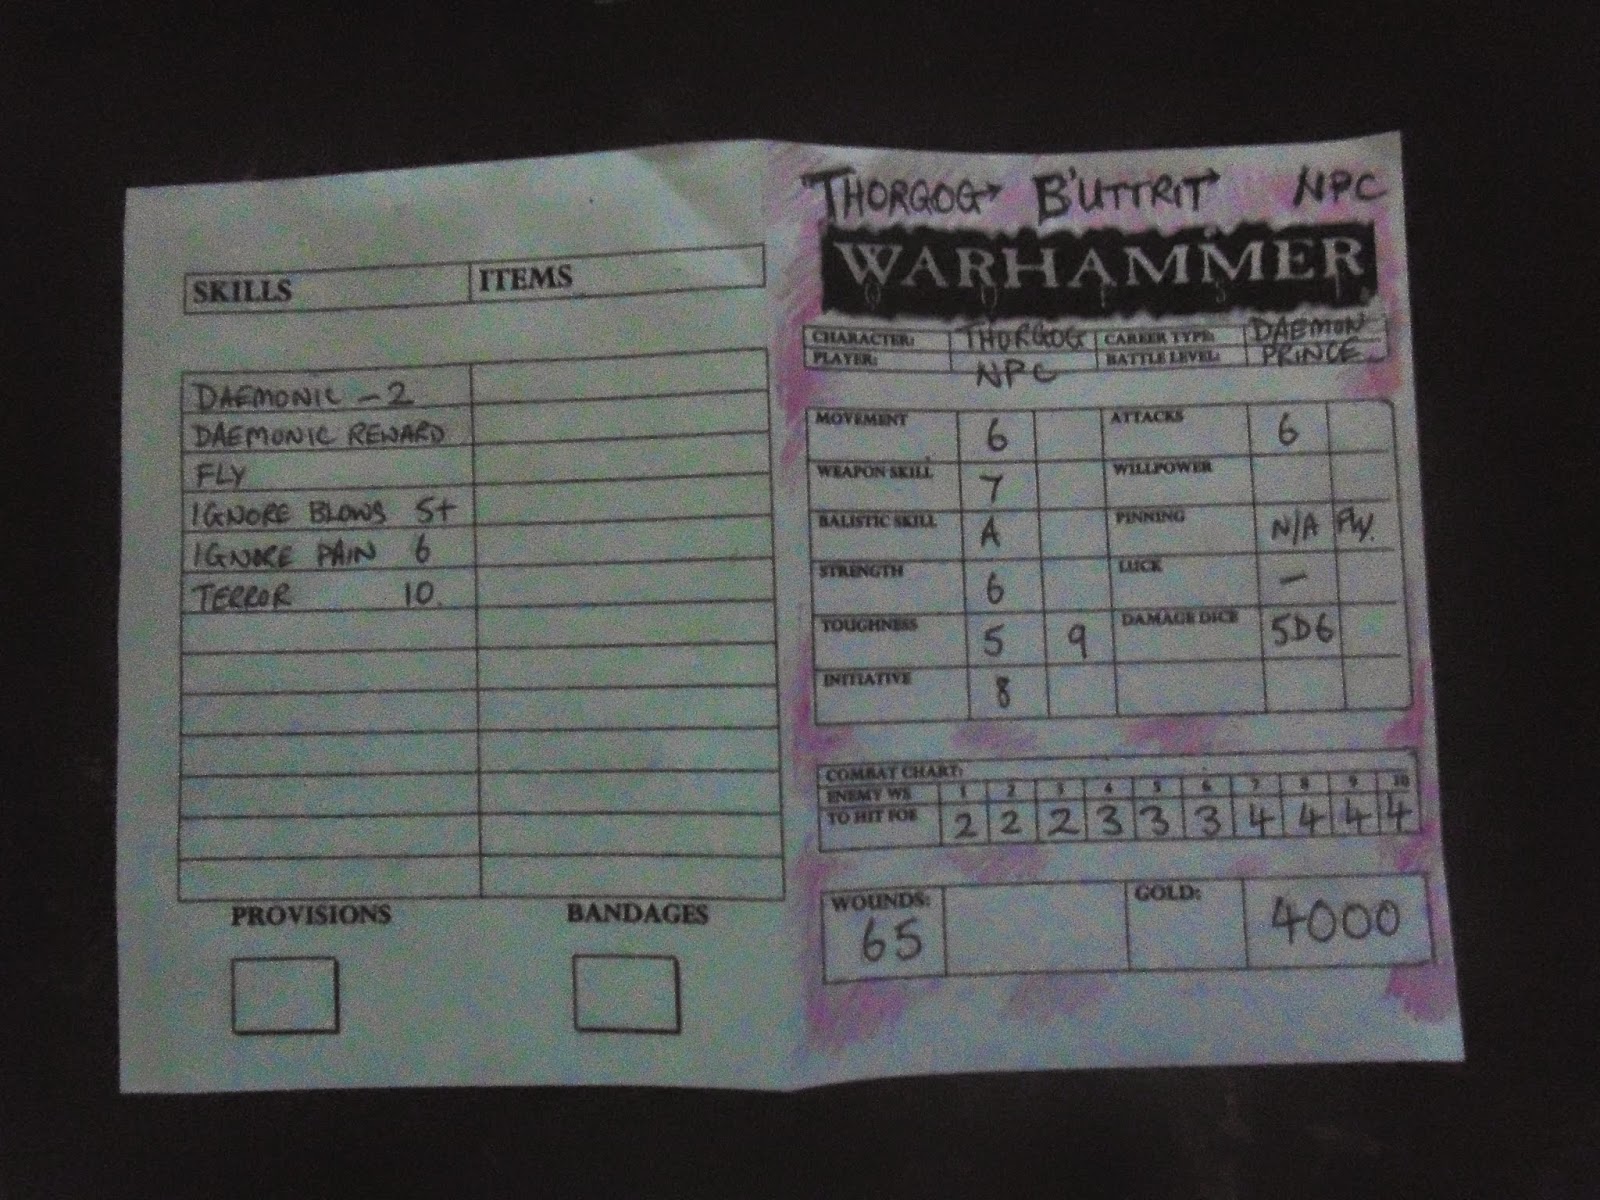 SKILLS ITEMS
DAEMONIC -2
DAEMONIC REWARD
FLY
IGNORE BLOWS 5+
IGNORE PAIN 6
TERROR 10
PROVISIONS BANDAGES
THORGOG B'UTTRIT NPC
WARHAMMER
QUEST
CHARACTER: THORGOG CAREER TYPE: DAEMON
PLAYER: NPC BATTLE LEVEL: PRINCE
MOVEMENT 6 ATTACKS 6
WEAPON SKILL 7 WILLPOWER
BALISTIC SKILL A PINNING N/A FLY.
STRENGTH 6 LUCK –
TOUGHNESS 5 9 DAMAGE DICE 5D6
INITIATIVE 8
COMBAT CHART:
ENEMY WS 1 2 3 4 5 6 7 8 9 10
TO HIT FOE 2 2 2 3 3 3 4 4 4 4
WOUNDS: 65 GOLD: 4000